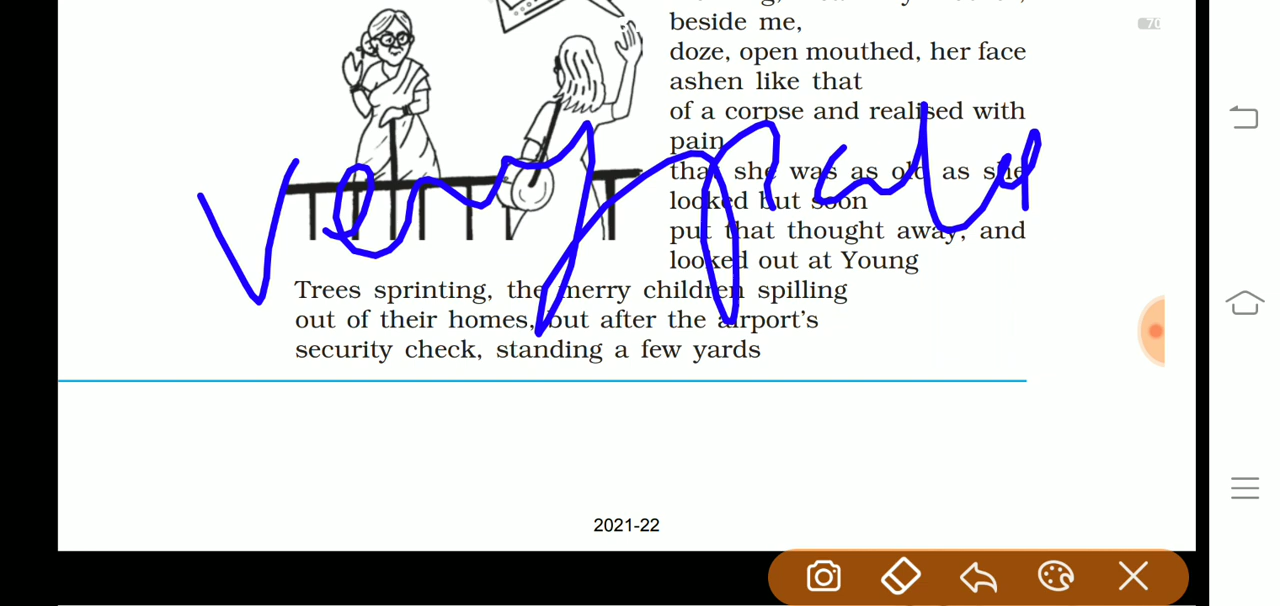 beside me,
doze, open mouthed, her face
ashen like that
of a corpse and realised with
pain
that she was as old as she
looked but soon
put that thought away, and
looked out at Young
Trees sprinting, the merry children spilling
out of their homes, but after the airport's
security check, standing a few yards
2021-22